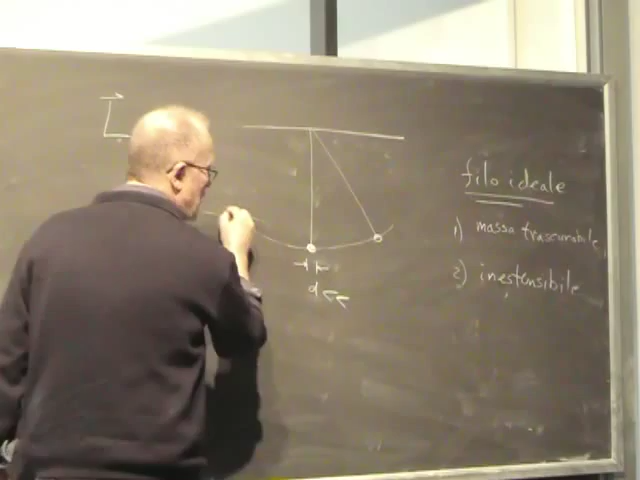 filo ideale
1) massa trascurabile,
2) inestensibile
d <<